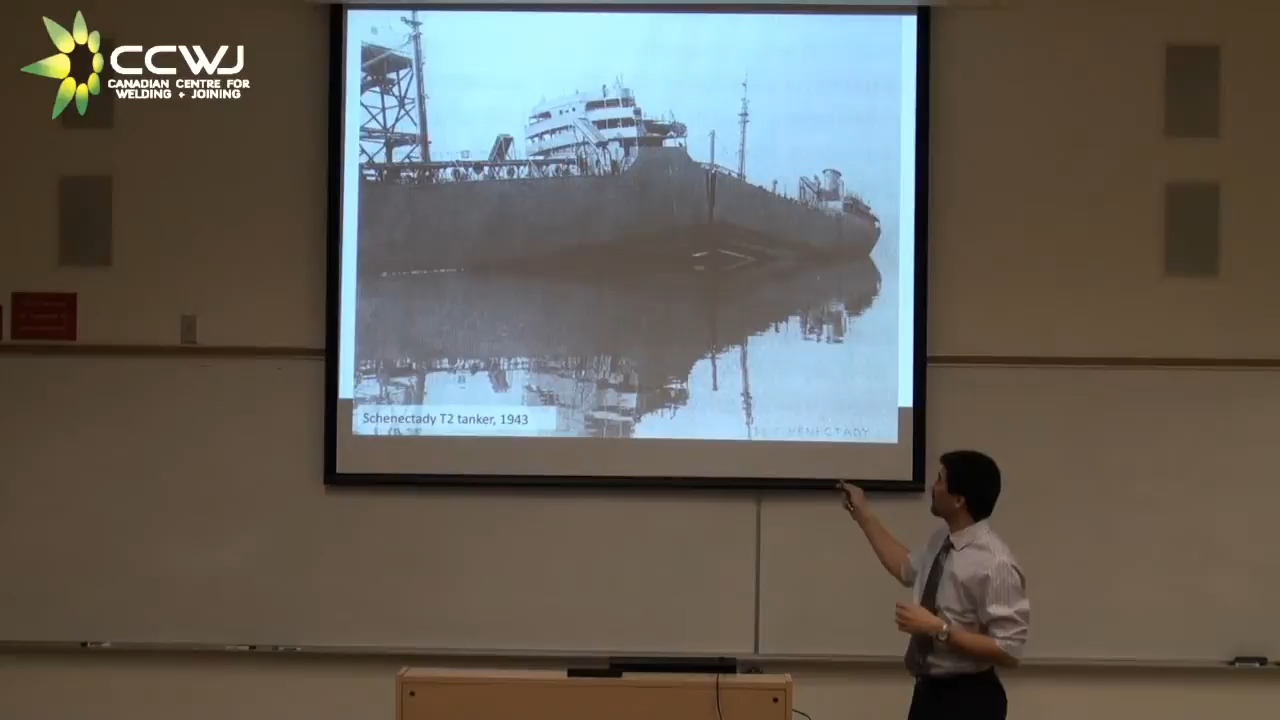 CCWJ
CANADIAN CENTRE FOR
WELDING + JOINING
Schenectady T2 tanker, 1943